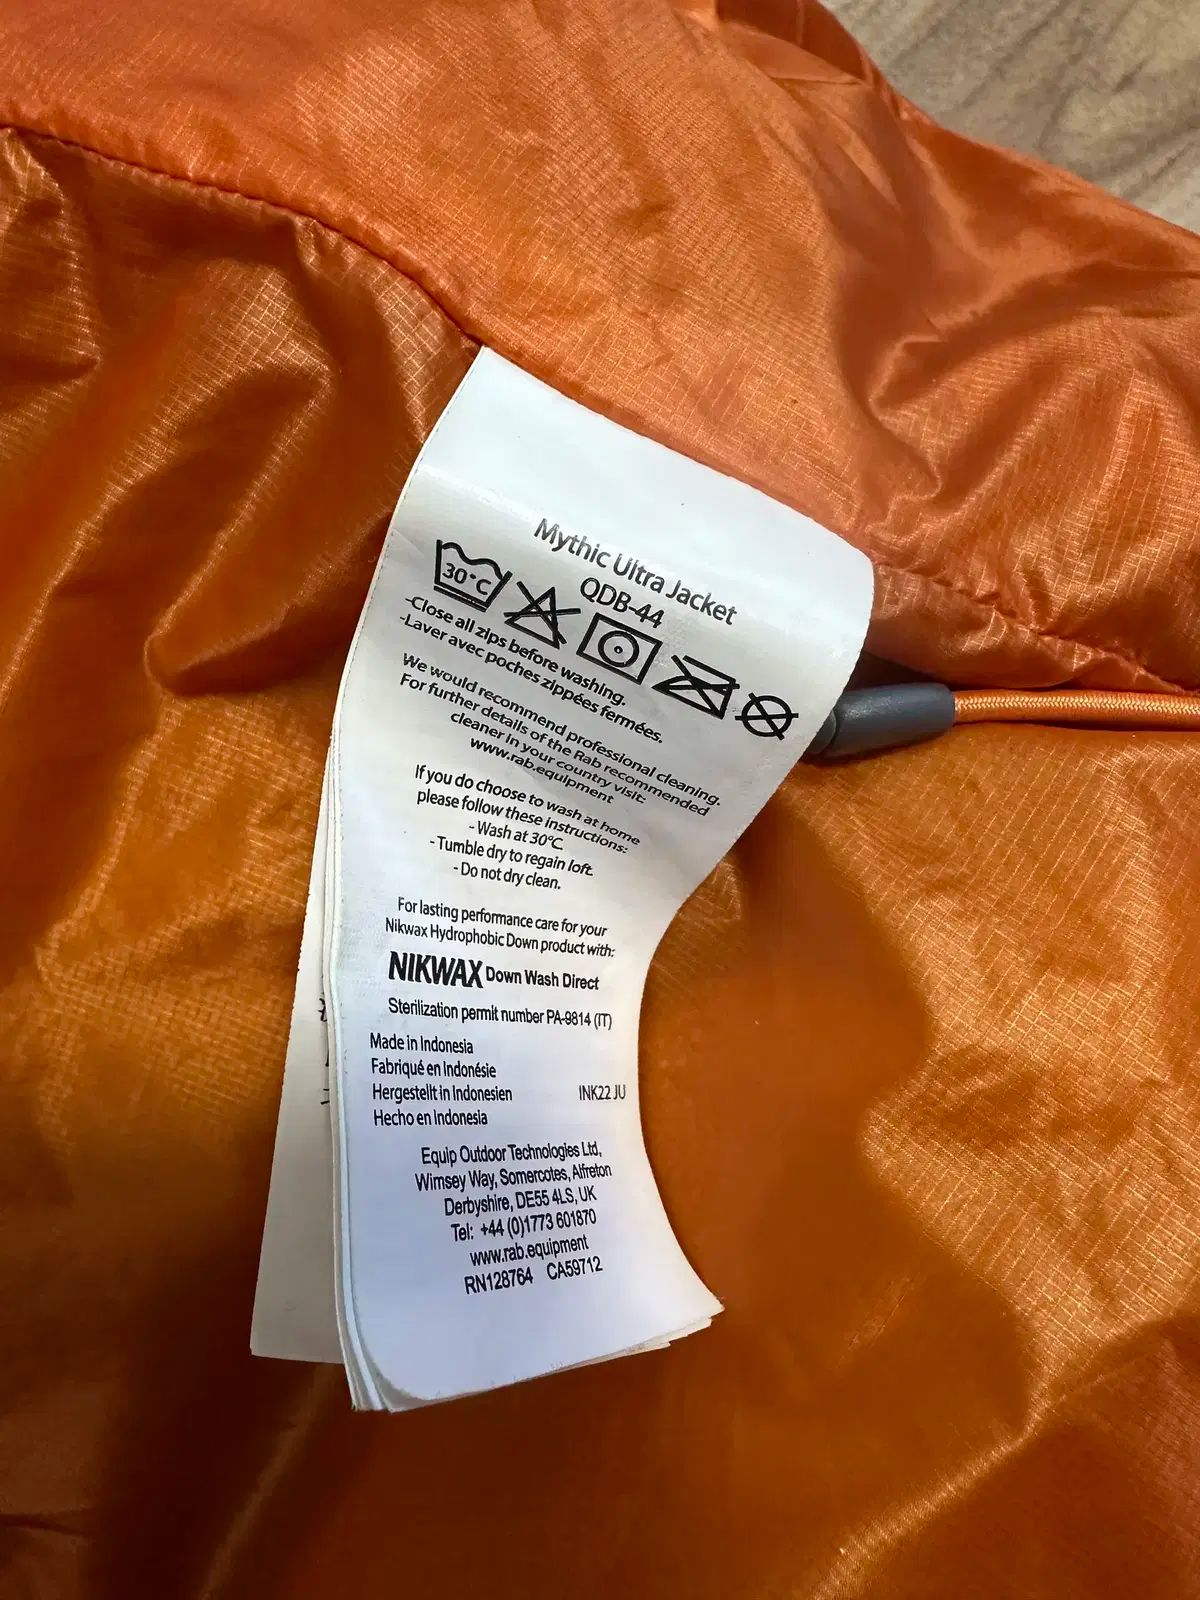 Mythic Ultra Jacket
QDB-44
30°C
-Close all zips before washing.
-Laver avec poches zippées fermées.
We would recommend professional cleaning.
For further details of the Rab recommended
cleaner in your country visit:
www.rab.equipment
If you do choose to wash at home
please follow these instructions:
- Wash at 30°C
- Tumble dry to regain loft.
- Do not dry clean.
For lasting performance care for your
Nikwax Hydrophobic Down product with:
NIKWAX Down Wash Direct
Sterilization permit number PA-9814 (IT)
Made in Indonesia
Fabriqué en Indonésie
Hergestellt in Indonesien INK22 JU
Hecho en Indonesia
Equip Outdoor Technologies Ltd,
Wimsey Way, Somercotes, Alfreton
Derbyshire, DE55 4LS, UK
Tel: +44 (0)1773 601870
www.rab.equipment
RN128764 CA59712